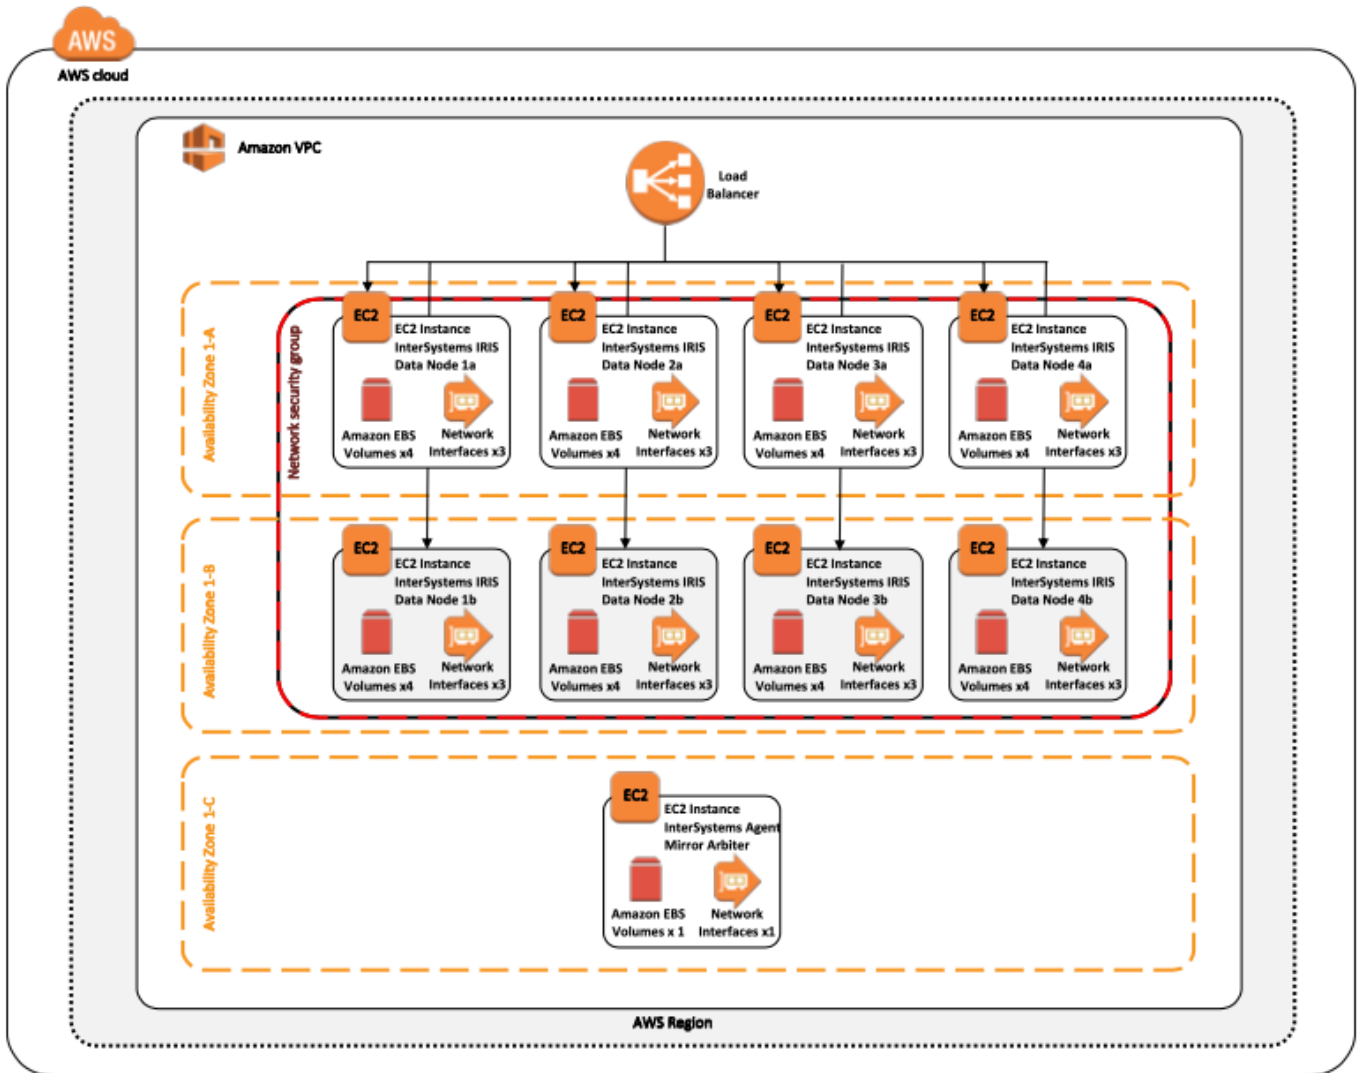 AWS
AWS cloud
Amazon VPC
Load
Balancer
Availability Zone 1-A
Network security group
EC2
EC2 Instance
InterSystems IRIS
Data Node 1a
Amazon EBS
Volumes x4
Network
Interfaces x3
EC2
EC2 Instance
InterSystems IRIS
Data Node 2a
Amazon EBS
Volumes x4
Network
Interfaces x3
EC2
EC2 Instance
InterSystems IRIS
Data Node 3a
Amazon EBS
Volumes x4
Network
Interfaces x3
EC2
EC2 Instance
InterSystems IRIS
Data Node 4a
Amazon EBS
Volumes x4
Network
Interfaces x3
Availability Zone 1-B
EC2
EC2 Instance
InterSystems IRIS
Data Node 1b
Amazon EBS
Volumes x4
Network
Interfaces x3
EC2
EC2 Instance
InterSystems IRIS
Data Node 2b
Amazon EBS
Volumes x4
Network
Interfaces x3
EC2
EC2 Instance
InterSystems IRIS
Data Node 3b
Amazon EBS
Volumes x4
Network
Interfaces x3
EC2
EC2 Instance
InterSystems IRIS
Data Node 4b
Amazon EBS
Volumes x4
Network
Interfaces x3
Availability Zone 1-C
EC2
EC2 Instance
InterSystems Agent
Mirror Arbiter
Amazon EBS
Volumes x 1
Network
Interfaces x1
AWS Region